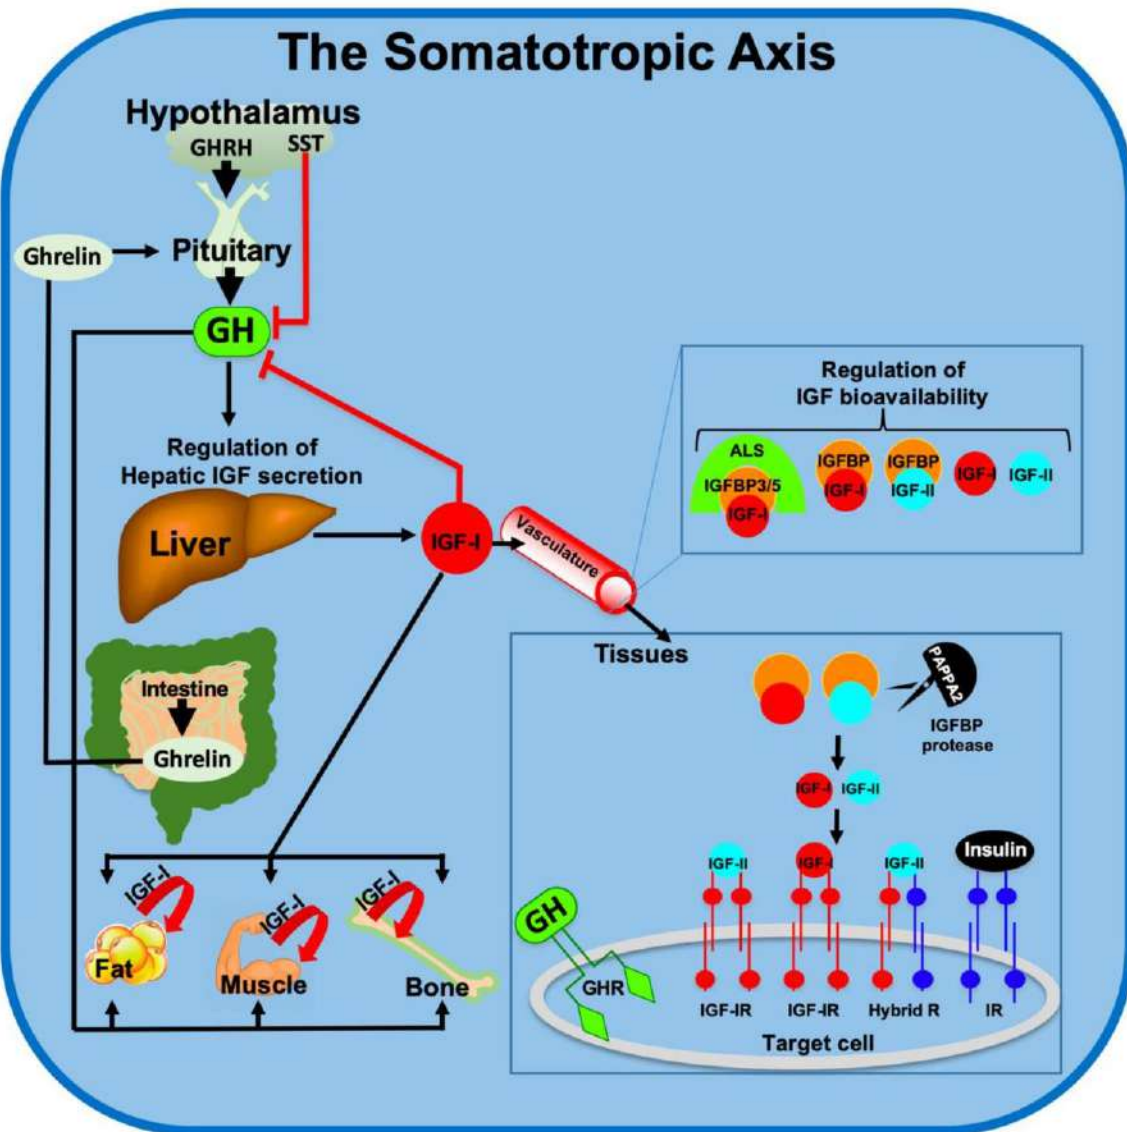 The Somatotropic Axis
Hypothalamus
GHRH
SST
Ghrelin
Pituitary
GH
Regulation of
Hepatic IGF secretion
Liver
IGF-I
Vasculature
Regulation of
IGF bioavailability
ALS
IGFBP3/5
IGF-I
IGFBP
IGF-I
IGFBP
IGF-II
IGF-I
IGF-II
Tissues
PAPPA2
IGFBP
protease
Intestine
Ghrelin
IGF-I
IGF-II
IGF-II
IGF-I
IGF-II
Insulin
IGF-I
Fat
IGF-I
Muscle
IGF-I
Bone
GH
GHR
IGF-IR
IGF-IR
Hybrid R
IR
Target cell